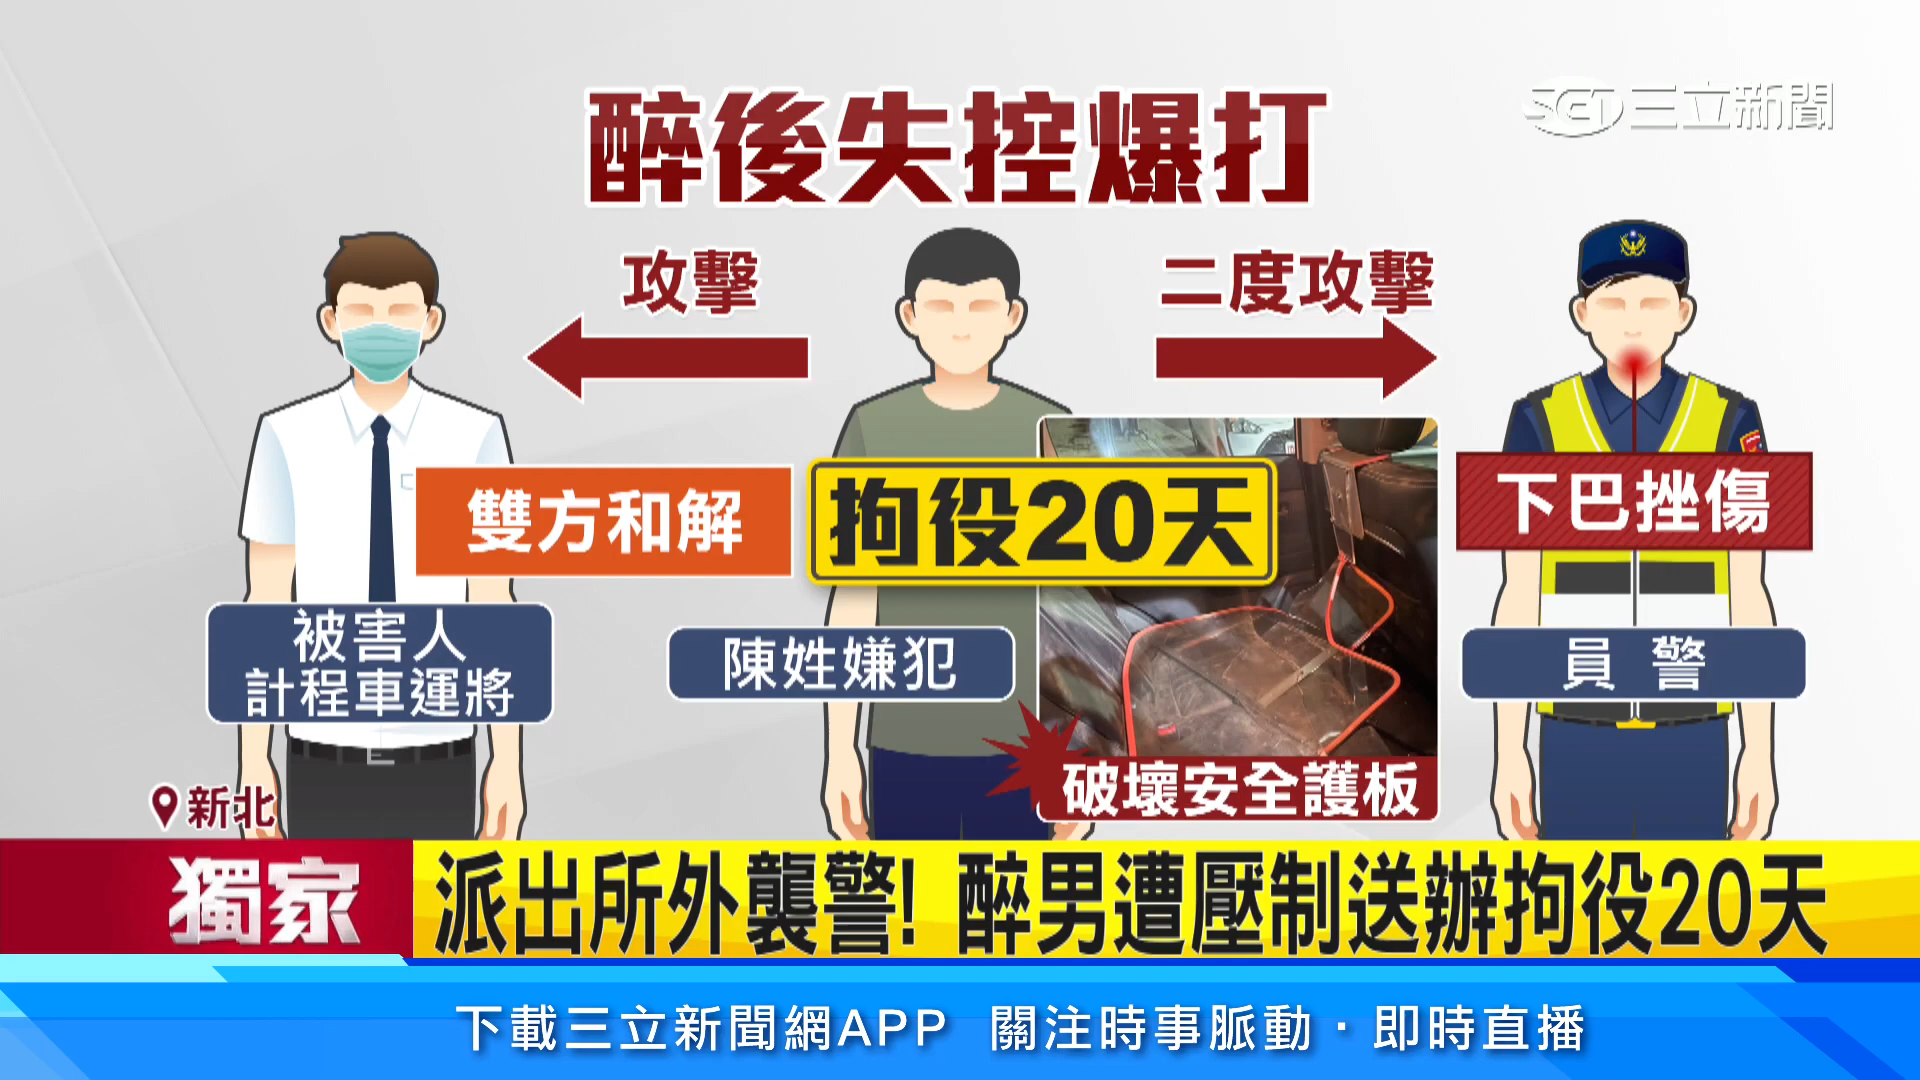 醉後失控爆打
SET三立新聞
攻擊
二度攻擊
雙方和解
拘役20天
下巴挫傷
被害人
計程車運將
陳姓嫌犯
員警
破壞安全護板
新北
獨家
派出所外襲警! 醉男遭壓制送辦拘役20天
下載三立新聞網APP 關注時事脈動·即時直播